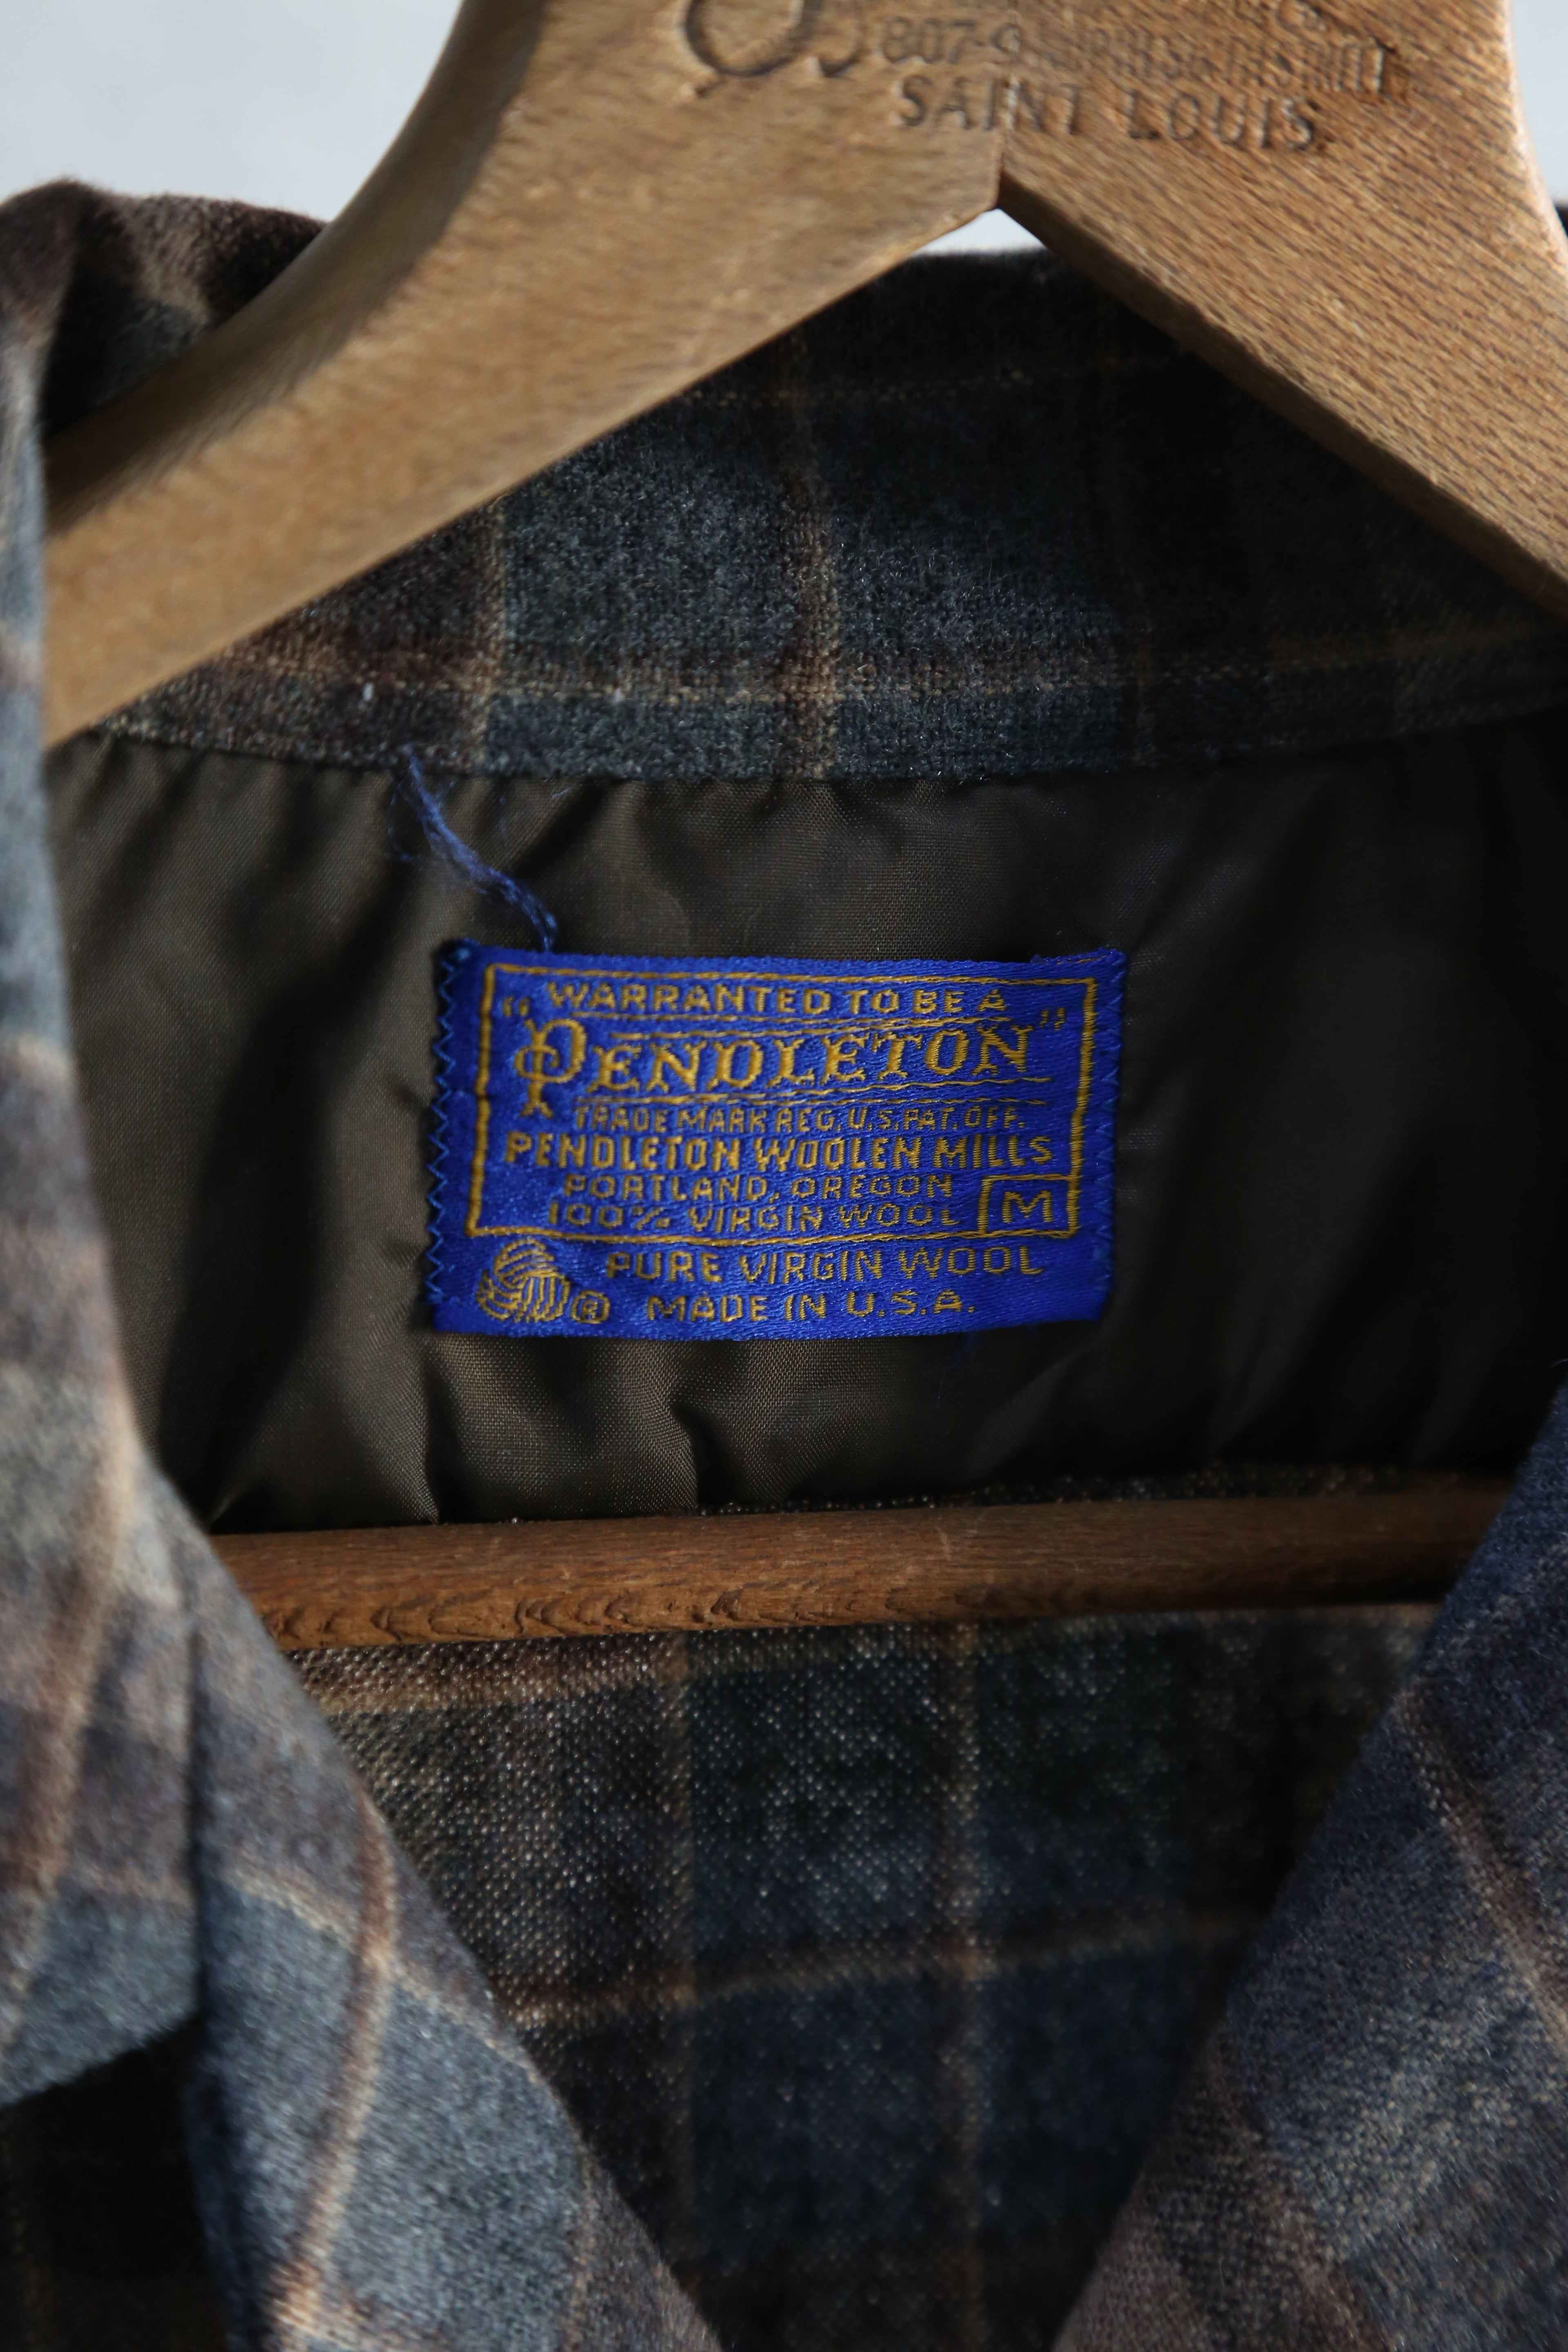 SAINT LOUIS.
WARRANTED TO BE A
"PENDLETON"
TRADE MARK REG. U.S. PAT. OFF.
PENDLETON WOOLEN MILLS
PORTLAND, OREGON
100% VIRGIN WOOL M
PURE VIRGIN WOOL
® MADE IN U.S.A.